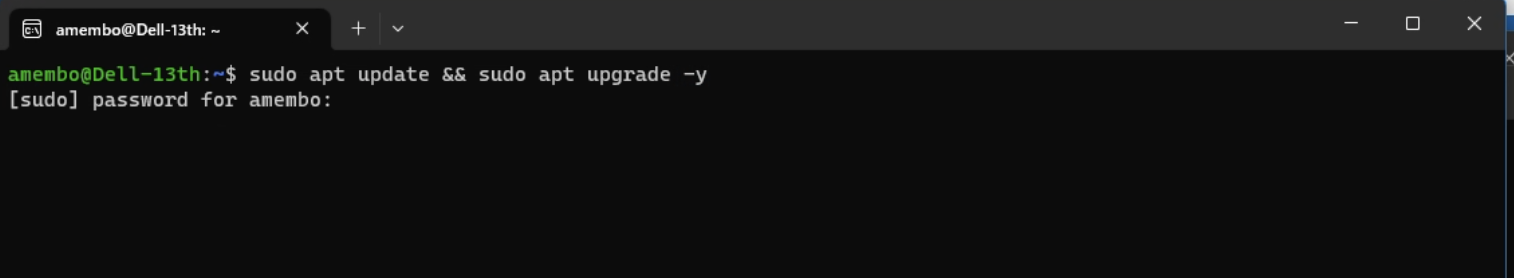 amembo@Dell-13th: ~
amembo@Dell-13th:~$ sudo apt update && sudo apt upgrade -y
[sudo] password for amembo: